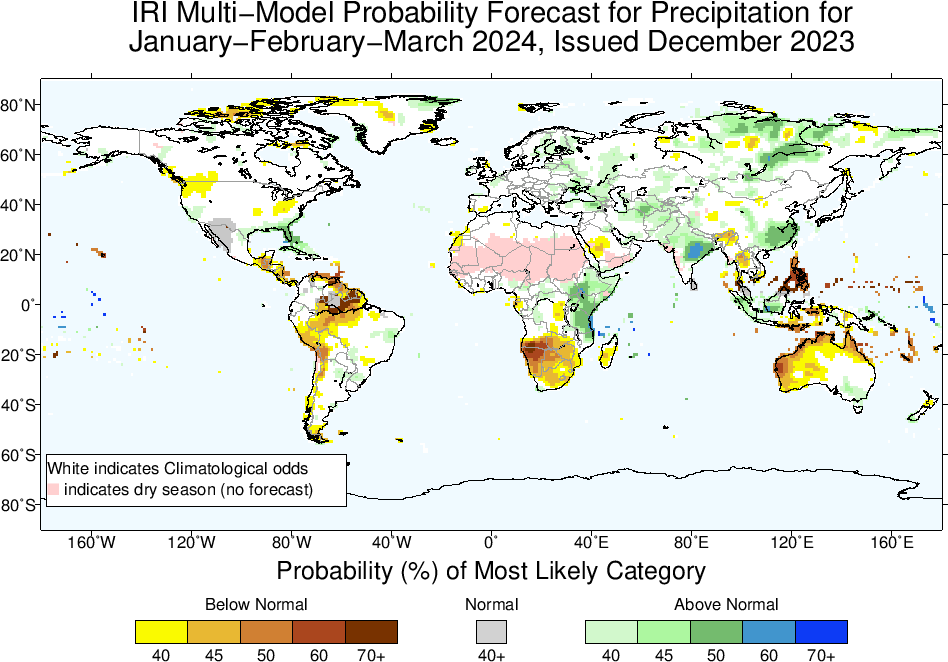 IRI Multi−Model Probability Forecast for Precipitation for
January−February−March 2024, Issued December 2023
80˚N
60˚N
40˚N
20˚N
0˚
20˚S
40˚S
60˚S
80˚S
White indicates Climatological odds
indicates dry season (no forecast)
160˚W 120˚W 80˚W 40˚W 0˚ 40˚E 80˚E 120˚E 160˚E
Probability (%) of Most Likely Category
Below Normal Normal Above Normal
40 45 50 60 70+ 40+ 40 45 50 60 70+